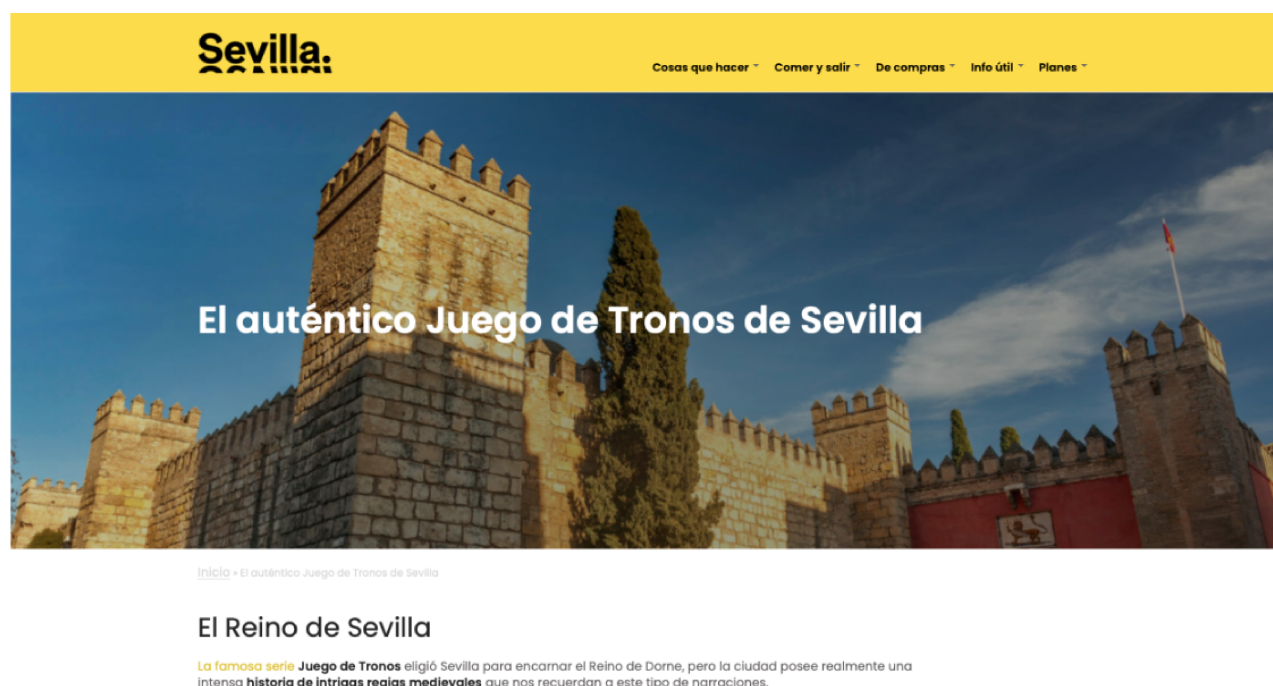 Sevilla.
Cosas que hacer Comer y salir De compras Info útil Planes
El auténtico Juego de Tronos de Sevilla
Inicio » El auténtico Juego de Tronos de Sevilla
El Reino de Sevilla
La famosa serie Juego de Tronos eligió Sevilla para encarnar el Reino de Dorne, pero la ciudad posee realmente una
intensa historia de intrigas regias medievales que nos recuerdan a este tipo de narraciones.